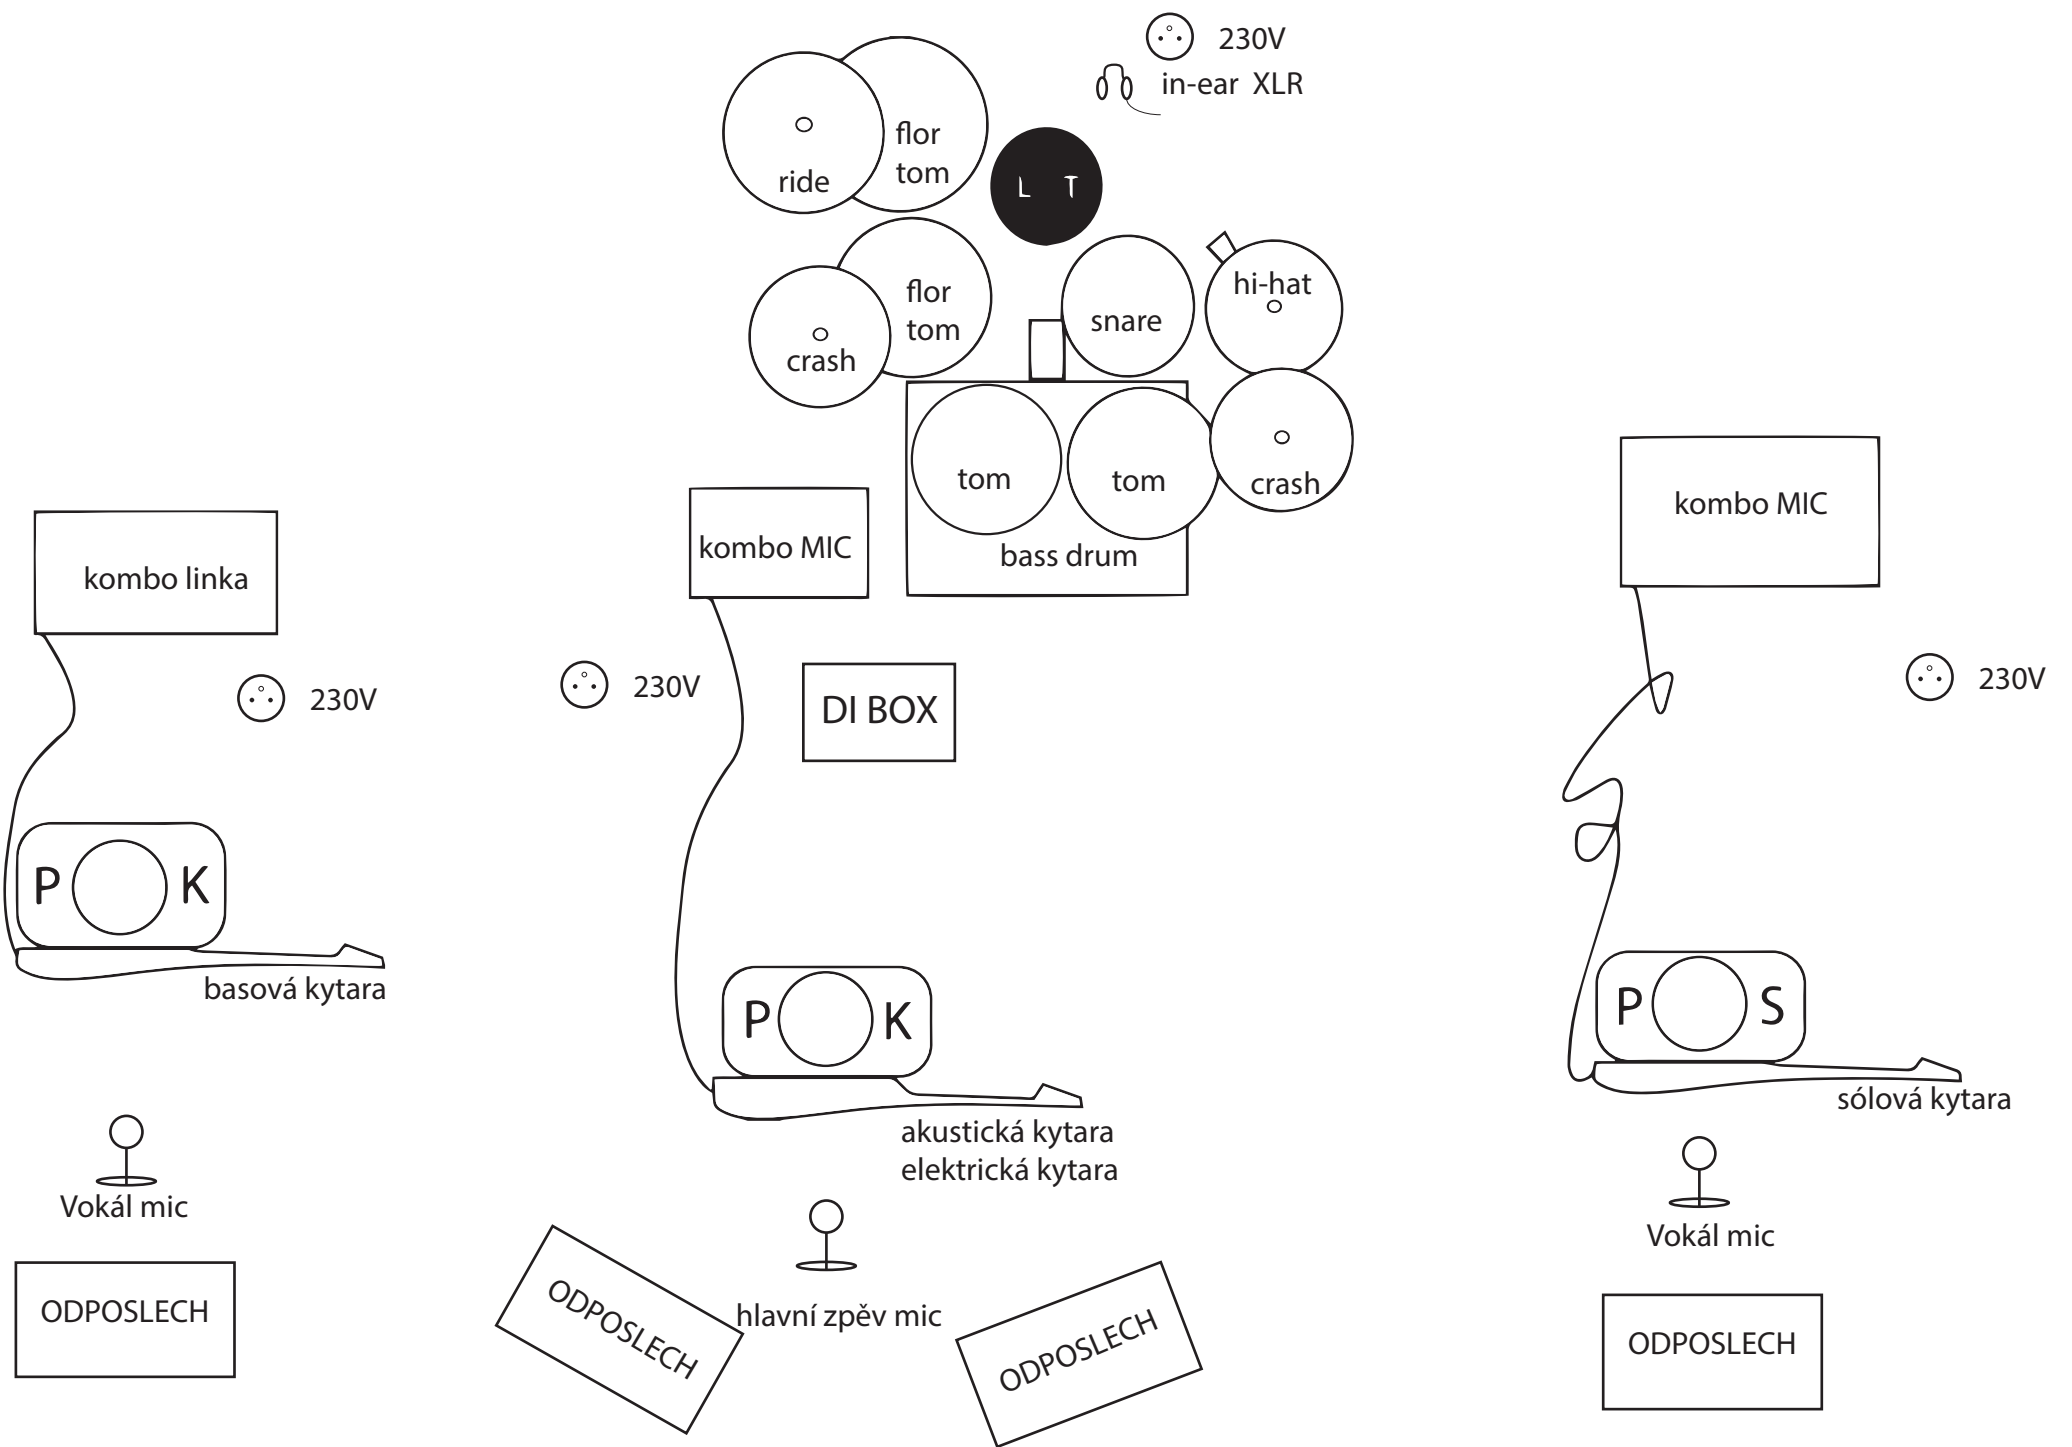 230V
in-ear XLR
flor
tom
ride
L T
flor
tom
crash
snare
hi-hat
tom
tom
crash
bass drum
kombo MIC
kombo MIC
kombo linka
230V
230V
DI BOX
230V
P K
basová kytara
P K
akustická kytara
elektrická kytara
P S
sólová kytara
Vokál mic
ODPOSLECH
ODPOSLECH
hlavní zpěv mic
ODPOSLECH
Vokál mic
ODPOSLECH